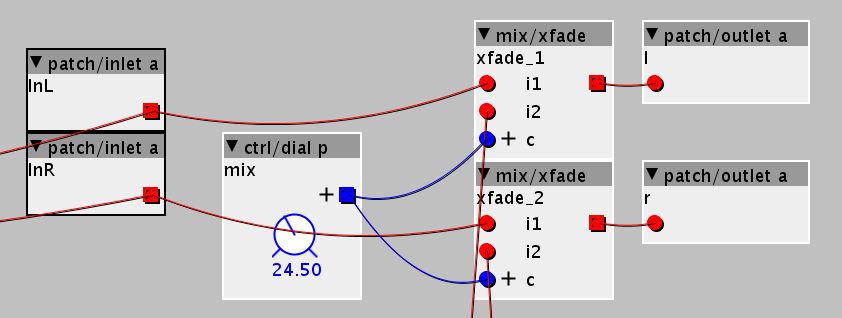 patch/inlet a
InL
patch/inlet a
InR
ctrl/dial p
mix
+
24.50
mix/xfade
xfade_1
i1
i2
+ c
mix/xfade
xfade_2
i1
i2
+ c
patch/outlet a
l
patch/outlet a
r